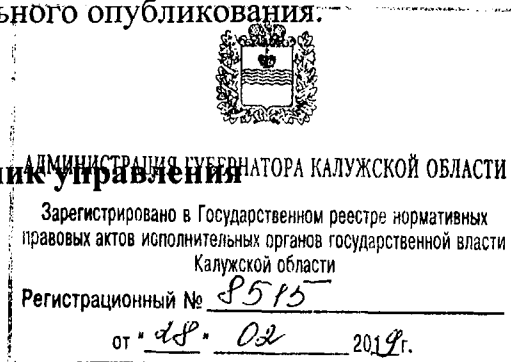 ьного опубликования.
АДМИНИСТРАЦИЯ ГУБЕРНАТОРА КАЛУЖСКОЙ ОБЛАСТИ
ник управления
Зарегистрировано в Государственном реестре нормативных
правовых актов исполнительных органов государственной власти
Калужской области
Регистрационный № 8515
от "28" 02 2019г.